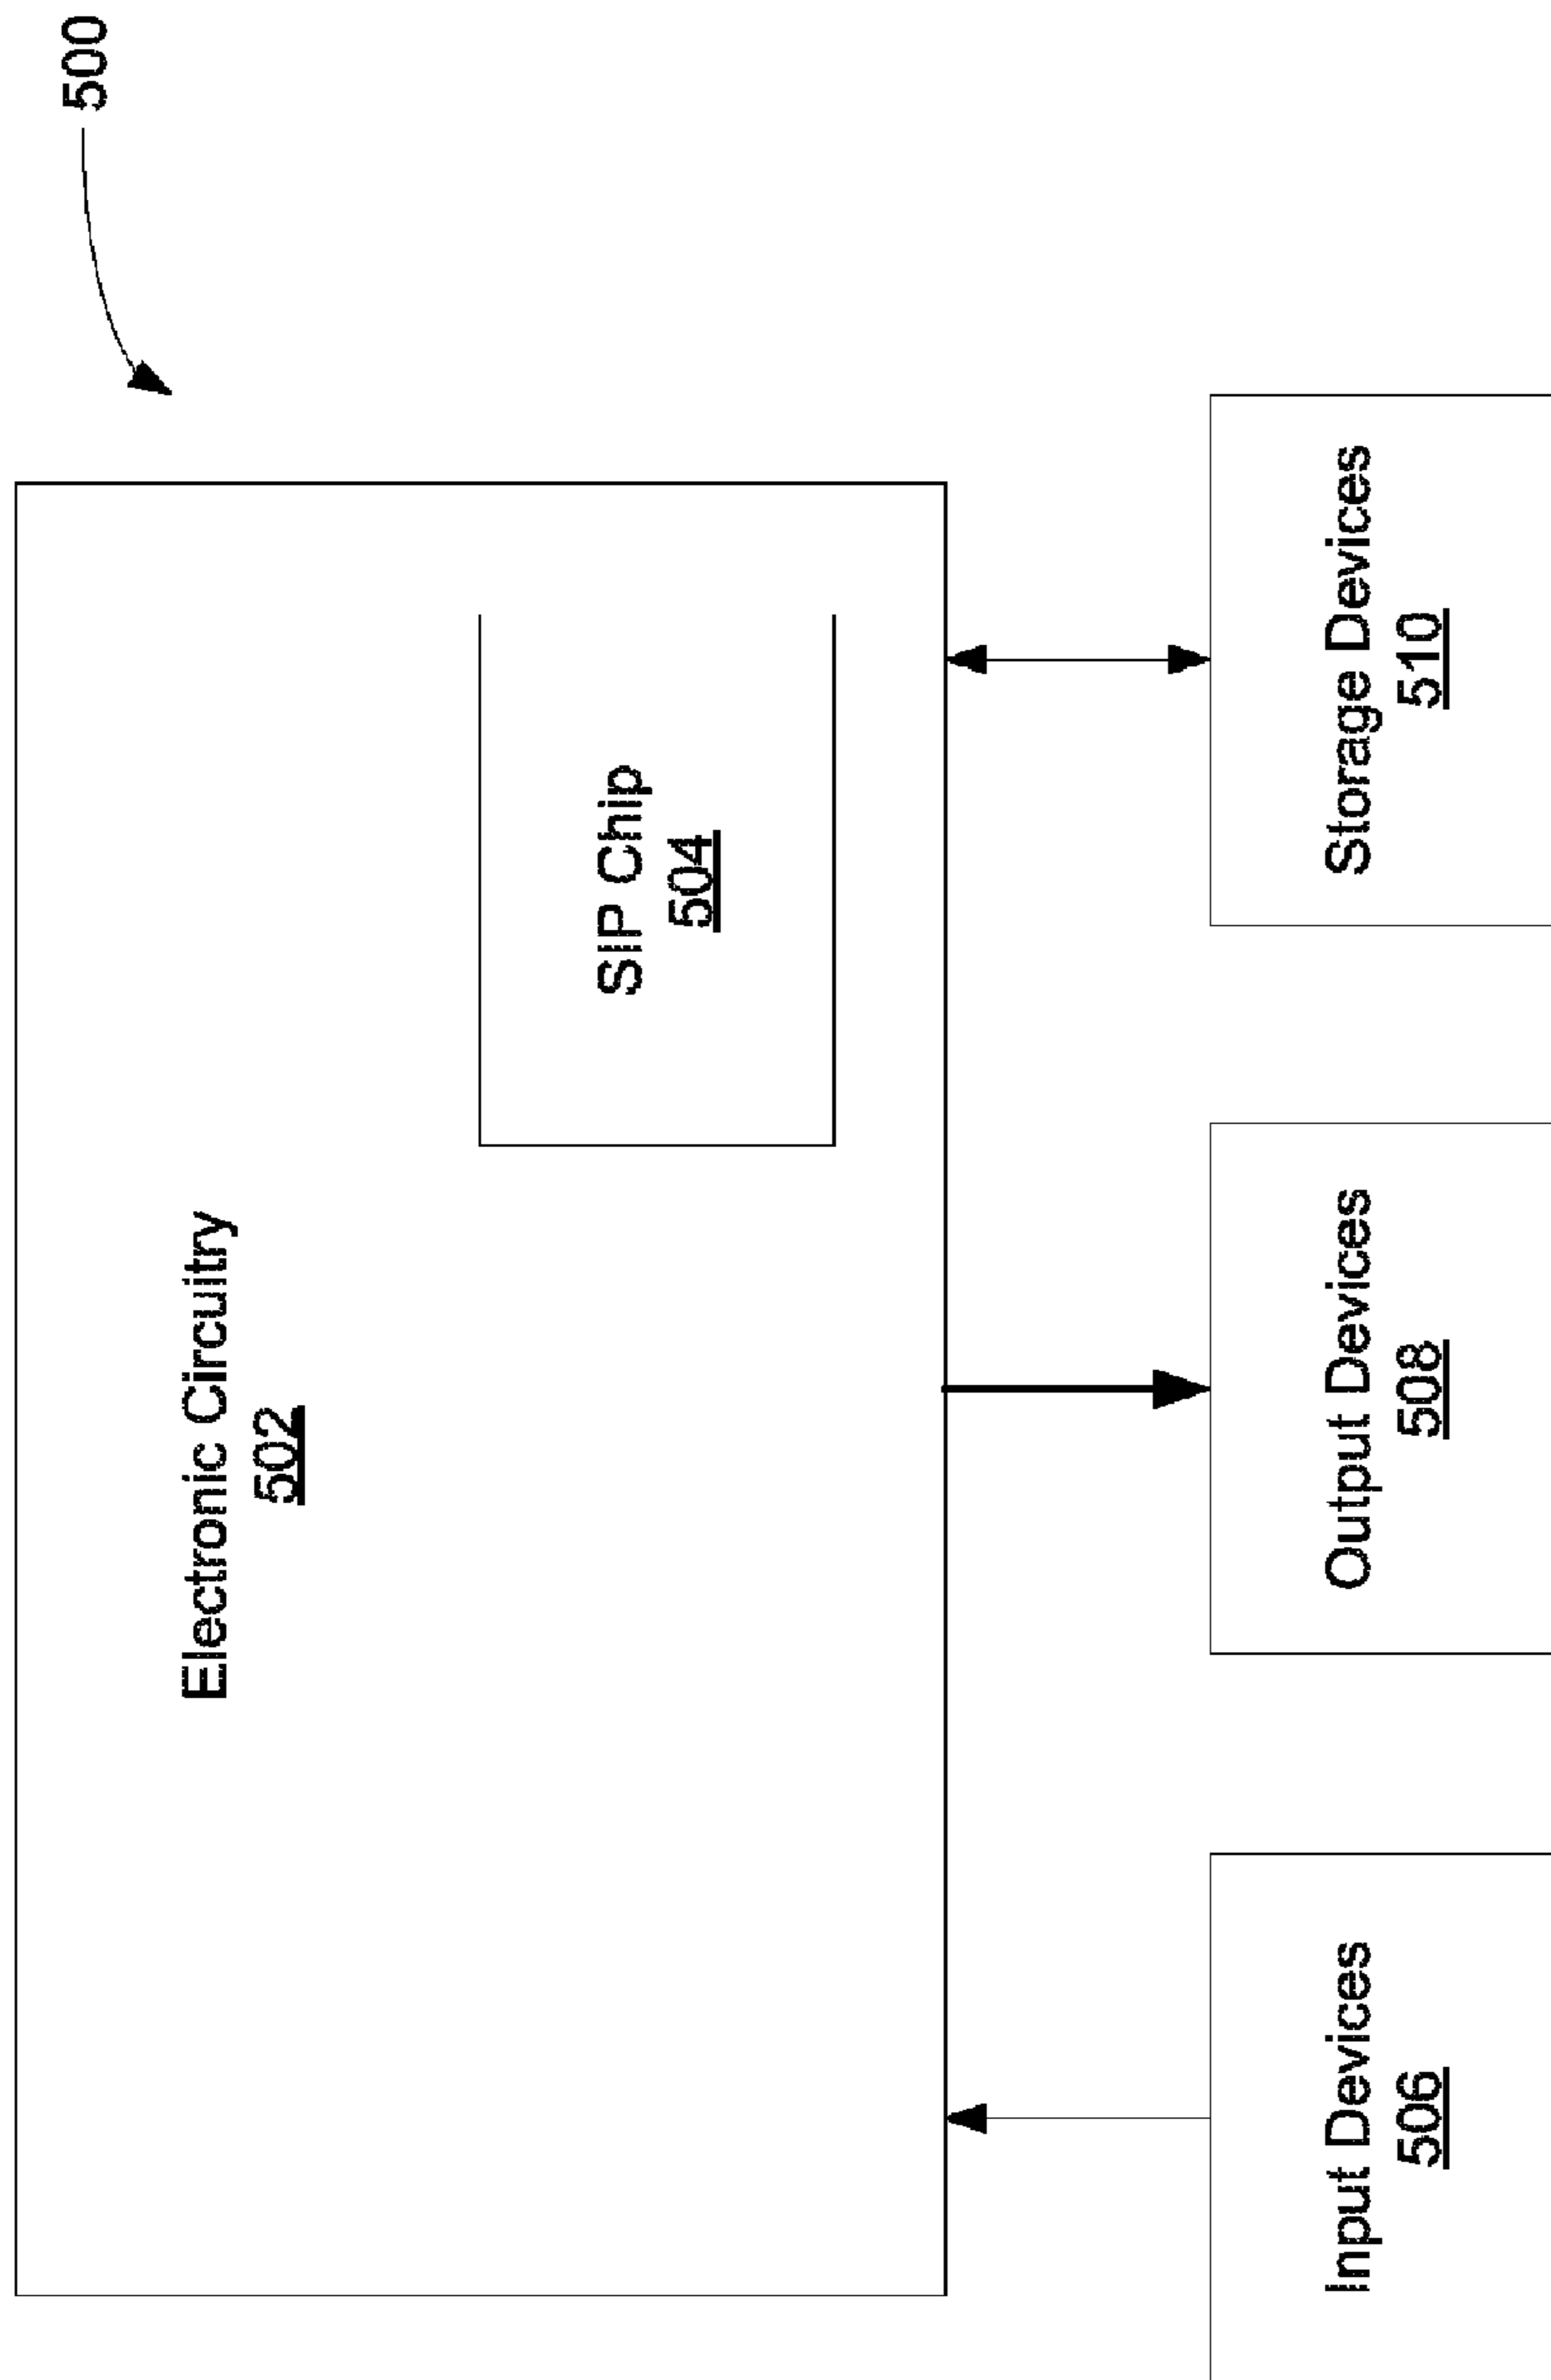 500
Electronic Circuitry
502
SIP Chip
504
Input Devices
506
Output Devices
508
Storage Devices
510